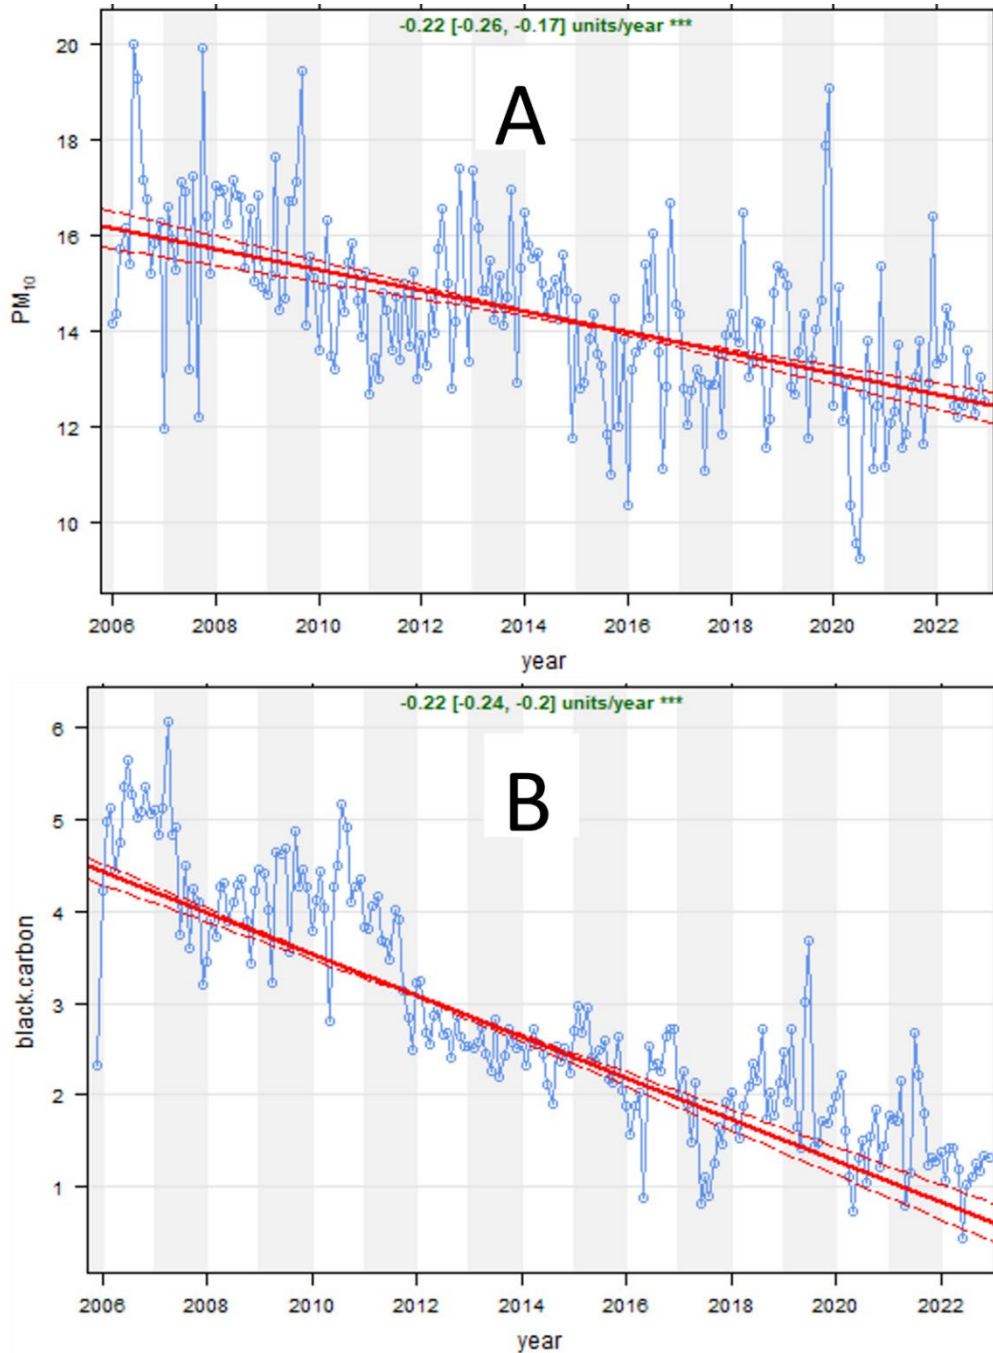 -0.22 [-0.26, -0.17] units/year ***
A
20
18
16
14
12
10
PM₁₀
2006 2008 2010 2012 2014 2016 2018 2020 2022
year
-0.22 [-0.24, -0.2] units/year ***
B
6
5
4
3
2
1
black.carbon
2006 2008 2010 2012 2014 2016 2018 2020 2022
year